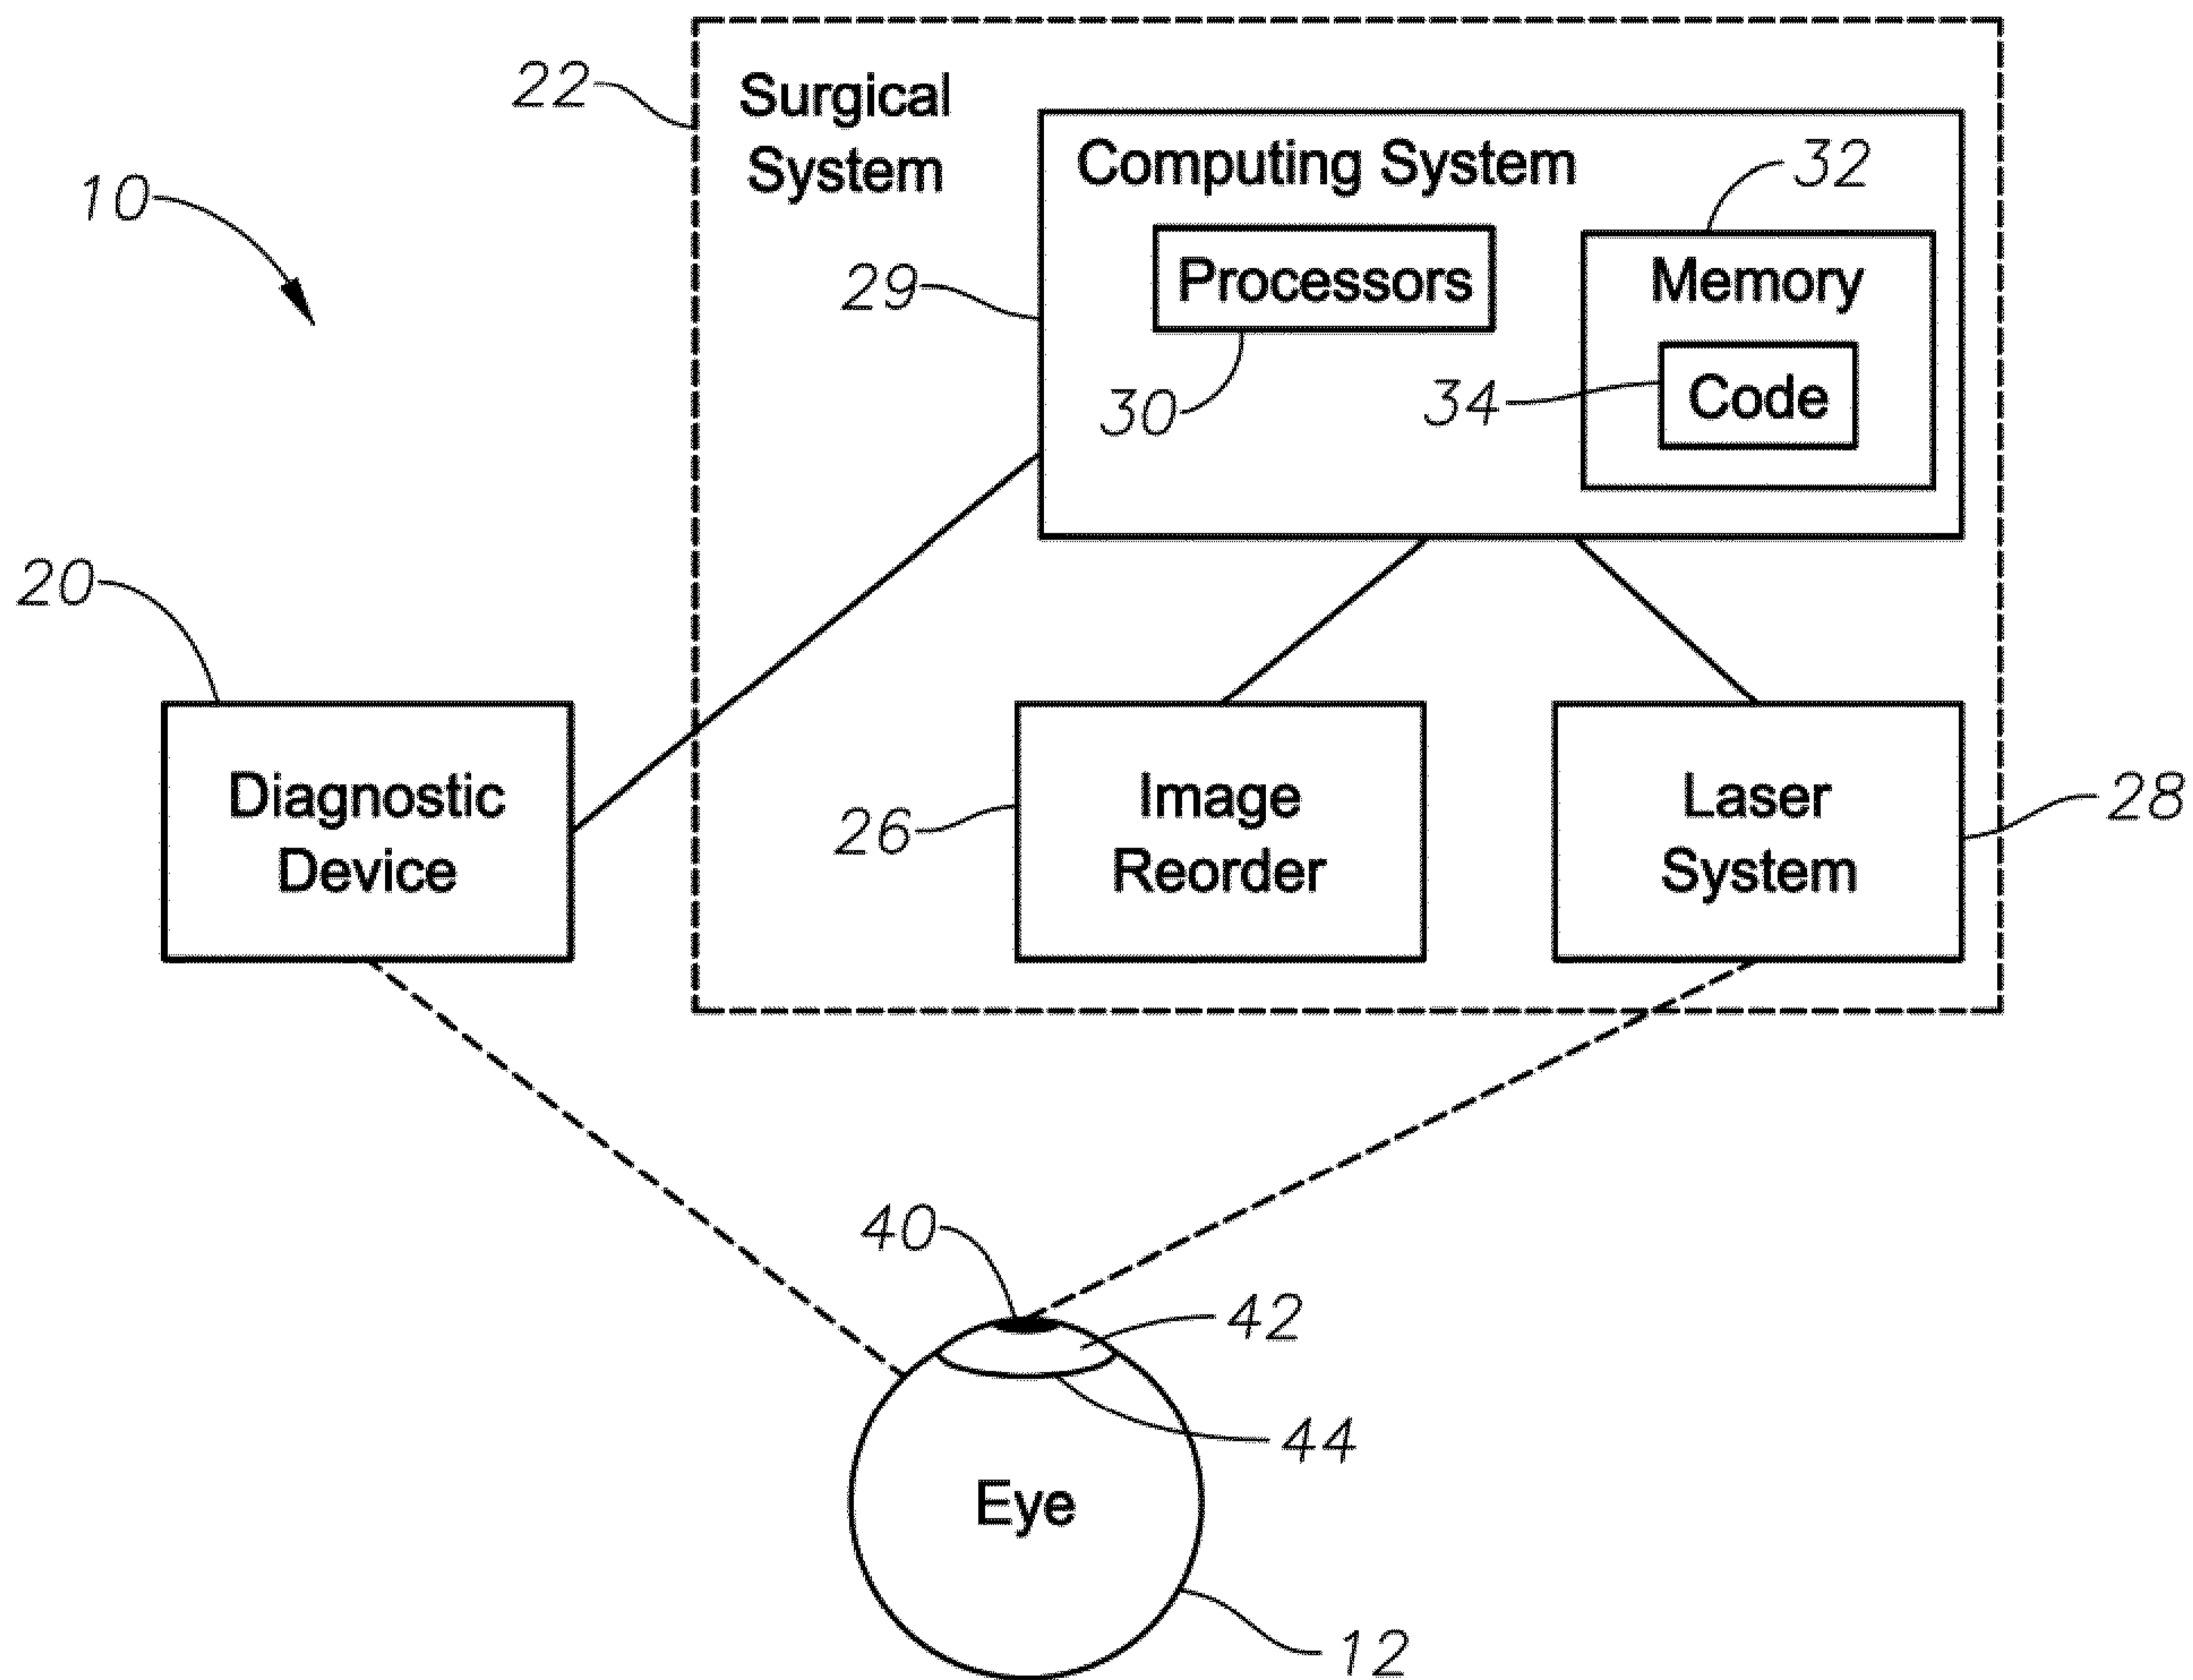 22
Surgical
System
Computing System
32
10
Processors
Memory
29
30
34
Code
20
Diagnostic
Device
26
Image
Reorder
Laser
System
28
40
42
44
Eye
12